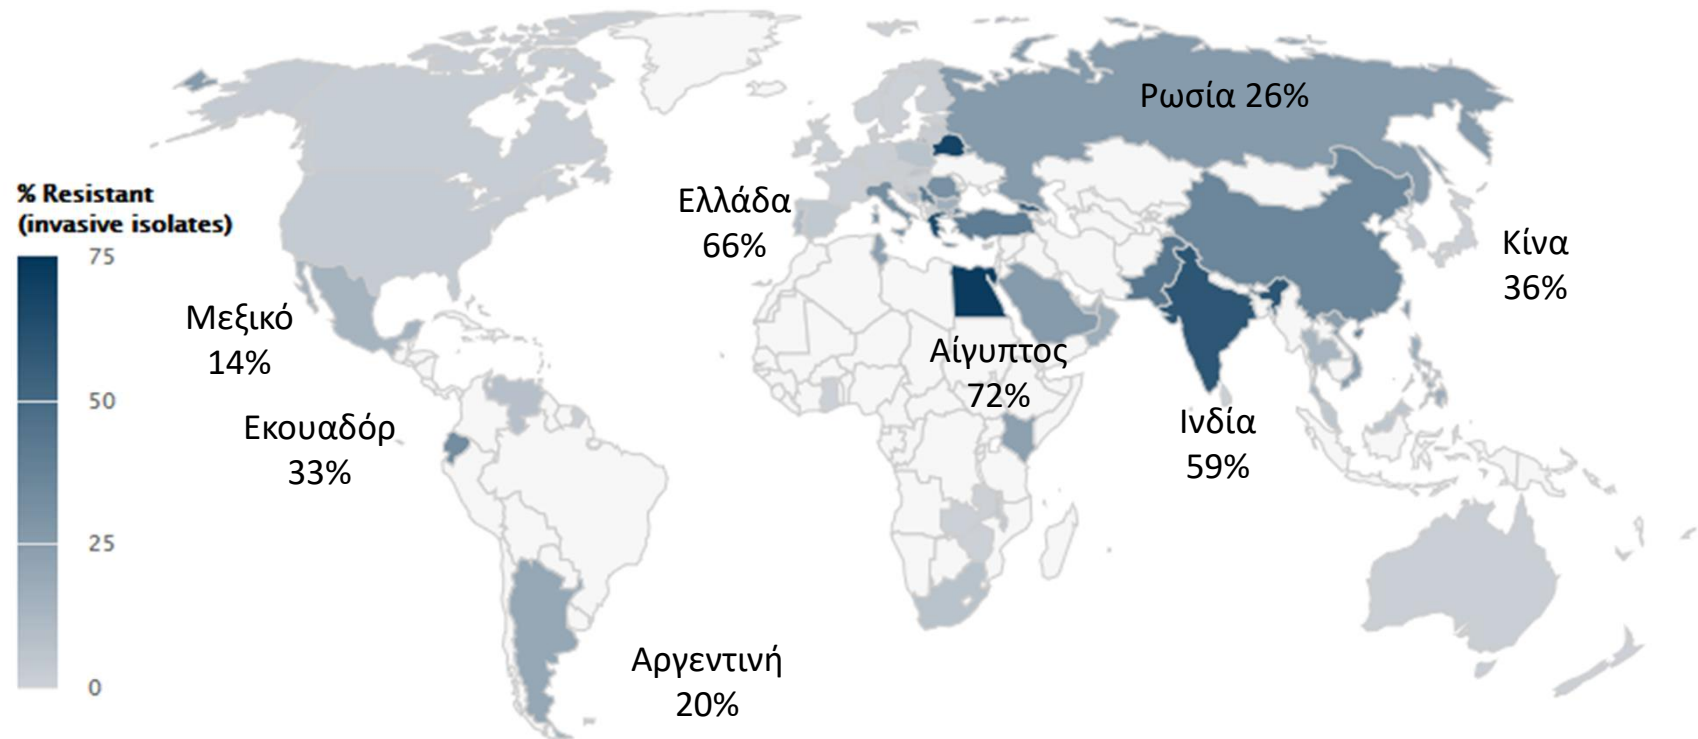 Ρωσία 26%
% Resistant
(invasive isolates)
75
50
25
0
Ελλάδα
66%
Κίνα
36%
Μεξικό
14%
Αίγυπτος
72%
Εκουαδόρ
33%
Ινδία
59%
Αργεντινή
20%